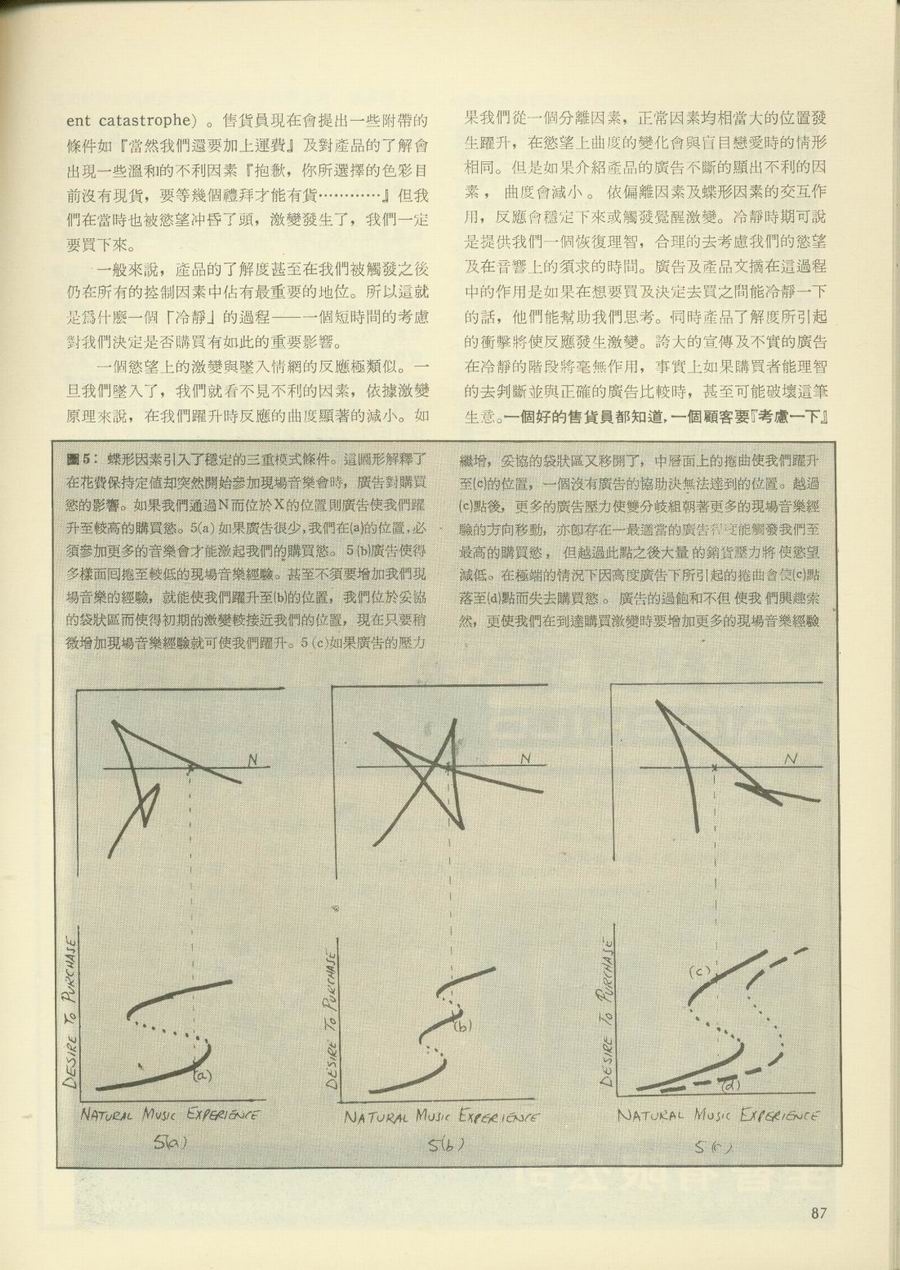 ent catastrophe) 。售貨員現在會提出一些附帶的
條件如『當然我們還要加上運費』及對產品的了解會
出現一些溫和的不利因素『抱歉，你所選擇的色彩目
前沒有現貨，要等幾個禮拜才能有貨…………』但我
們在當時也被慾望冲昏了頭，激變發生了，我們一定
要買下來。
一般來說，產品的了解度甚至在我們被觸發之後
仍在所有的控制因素中佔有最重要的地位。所以這就
是爲什麼一個「冷靜」的過程——一個短時間的考慮
對我們決定是否購買有如此的重要影響。
一個慾望上的激變與墜入情網的反應極類似。一
旦我們墜入了，我們就看不見不利的因素，依據激變
原理來說，在我們躍升時反應的曲度顯著的減小。如
果我們從一個分離因素，正常因素均相當大的位置發
生躍升，在慾望上曲度的變化會與盲目戀愛時的情形
相同。但是如果介紹產品的廣告不斷的顯出不利的因
素，曲度會減小。依偏離因素及蝶形因素的交互作
用，反應會穩定下來或觸發覺醒激變。冷靜時期可說
是提供我們一個恢復理智，合理的去考慮我們的慾望
及在音響上的須求的時間。廣告及產品文摘在這過程
中的作用是如果在想要買及決定去買之間能冷靜一下
的話，他們能幫助我們思考。同時產品了解度所引起
的衝擊將使反應發生激變。誇大的宣傳及不實的廣告
在冷靜的階段將毫無作用，事實上如果購買者能理智
的去判斷並與正確的廣告比較時，甚至可能破壞這筆
生意。一個好的售貨員都知道，一個顧客要『考慮一下』
圖5：蝶形因素引入了穩定的三重模式條件。這圖形解釋了
在花費保持定值却突然開始參加現場音樂會時，廣告對購買
慾的影響。如果我們通過N而位於X的位置則廣告使我們躍
升至較高的購買慾。5(a) 如果廣告很少，我們在(a)的位置，必
須參加更多的音樂會才能激起我們的購買慾。5 (b)廣告使得
多樣面回捲至較低的現場音樂經驗。甚至不須要增加我們現
場音樂的經驗，就能使我們躍升至(b)的位置，我們位於妥協
的袋狀區而使得初期的激變較接近我們的位置，現在只要稍
微增加現場音樂經驗就可使我們躍升。5 (c)如果廣告的壓力
繼增，妥協的袋狀區又移開了，中層面上的捲曲使我們躍升
至(c)的位置，一個沒有廣告的協助決無法達到的位置。越過
(c)點後，更多的廣告壓力使雙分岐組朝著更多的現場音樂經
驗的方向移動，亦即存在一最適當的廣告 能觸發我們至
最高的購買慾，但越過此點之後大量的銷貨壓力將使慾望
減低。在極端的情況下因高度廣告下所引起的捲曲會使(c)點
落至(d)點而失去購買慾。廣告的過飽和不但使我們興趣索
然，更使我們在到達購買激變時要增加更多的現場音樂經驗
N
N
N
DESIRE TO PURCHASE
(a)
NATURAL MUSIC EXPERIENCE
5(a)
DESIRE TO PURCHASE
(b)
NATURAL MUSIC EXPERIENCE
5(b)
DESIRE TO PURCHASE
(c)
(d)
NATURAL MUSIC EXPERIENCE
5(c)
87